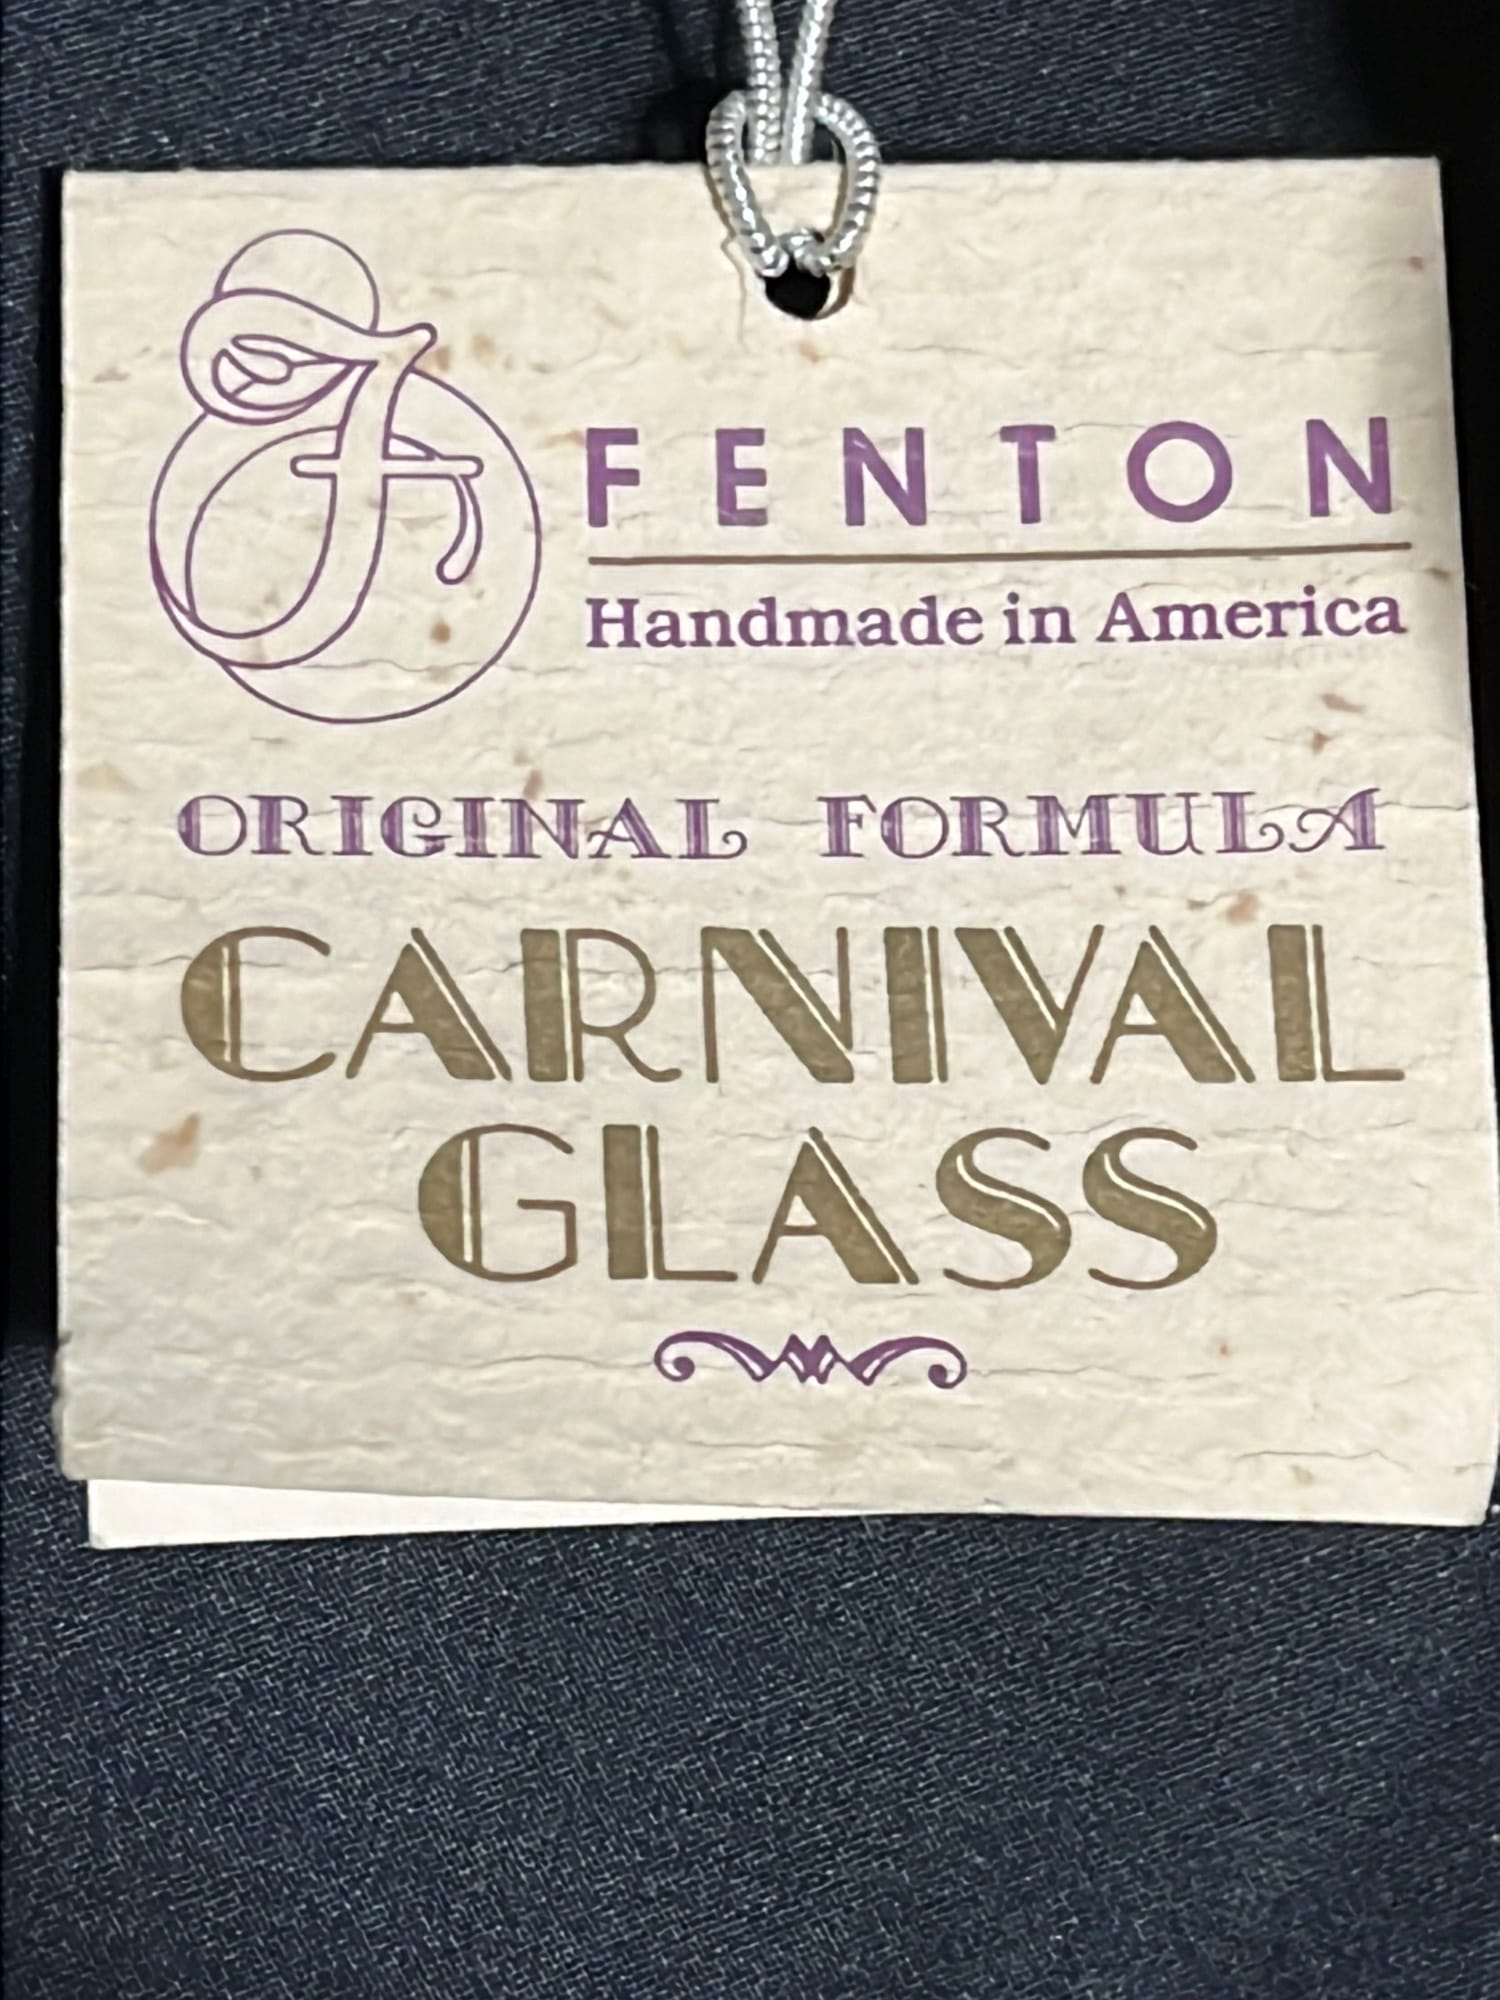 FENTON
Handmade in America
ORIGINAL FORMULA
CARNIVAL
GLASS